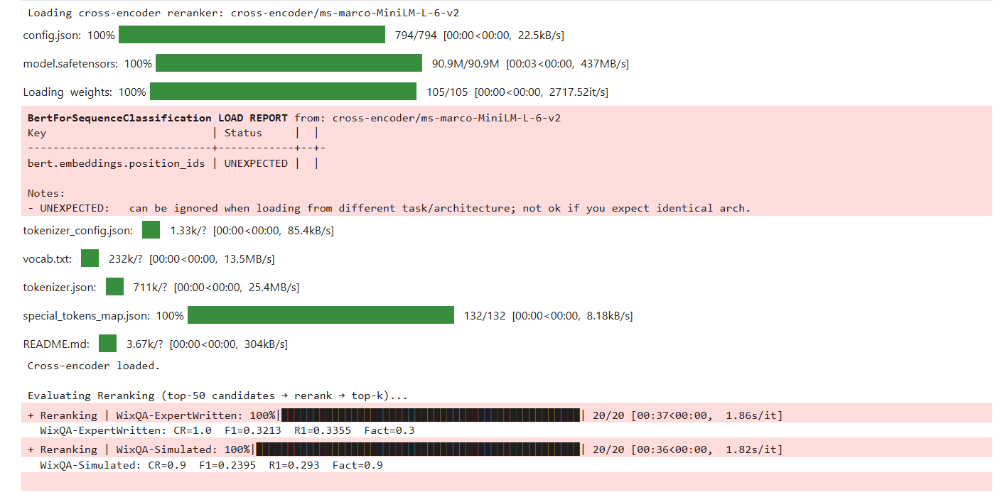 Loading cross-encoder reranker: cross-encoder/ms-marco-MiniLM-L-6-v2
config.json: 100% 794/794 [00:00<00:00, 22.5kB/s]
model.safetensors: 100% 90.9M/90.9M [00:03<00:00, 437MB/s]
Loading weights: 100% 105/105 [00:00<00:00, 2717.52it/s]
BertForSequenceClassification LOAD REPORT from: cross-encoder/ms-marco-MiniLM-L-6-v2
Key                           | Status     |  |
------------------------------+------------+--+-
bert.embeddings.position_ids | UNEXPECTED |  |
Notes:
- UNEXPECTED:   can be ignored when loading from different task/architecture; not ok if you expect identical arch.
tokenizer_config.json: 1.33k/? [00:00<00:00, 85.4kB/s]
vocab.txt: 232k/? [00:00<00:00, 13.5MB/s]
tokenizer.json: 711k/? [00:00<00:00, 25.4MB/s]
special_tokens_map.json: 100% 132/132 [00:00<00:00, 8.18kB/s]
README.md: 3.67k/? [00:00<00:00, 304kB/s]
Cross-encoder loaded.
Evaluating Reranking (top-50 candidates → rerank → top-k)...
+ Reranking | WixQA-ExpertWritten: 100%|██████████| 20/20 [00:37<00:00,  1.86s/it]
WixQA-ExpertWritten: CR=1.0  F1=0.3213  R1=0.3355  Fact=0.3
+ Reranking | WixQA-Simulated: 100%|██████████| 20/20 [00:36<00:00,  1.82s/it]
WixQA-Simulated: CR=0.9  F1=0.2395  R1=0.293  Fact=0.9